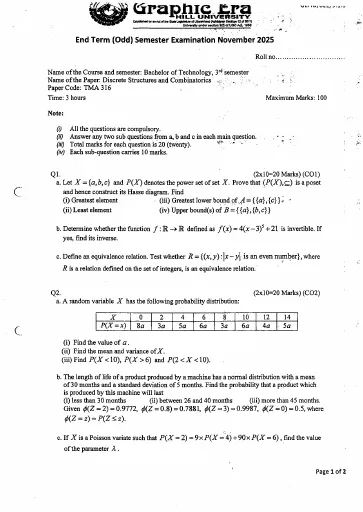 Graphic Era
HILL UNIVERSITY
End Term (Odd) Semester Examination November 2025
Roll no.......................
Name of the Course and semester: Bachelor of Technology, 3rd semester
Name of the Paper: Discrete Structures and Combinatorics
Paper Code: TMA 316
Time: 3 hours Maximum Marks: 100
Note:
(i) All the questions are compulsory.
(ii) Answer any two sub questions from a, b and c in each main question.
(iii) Total marks for each question is 20 (twenty).
(iv) Each sub-question carries 10 marks.
Q1. (2x10=20 Marks) (CO1)
a. Let X = {a,b,c} and P(X) denotes the power set of set X. Prove that (P(X),⊆) is a poset
and hence construct its Hasse diagram. Find
(i) Greatest element (iii) Greatest lower bound of A = {{a},{c}}
(ii) Least element (iv) Upper bound(s) of B = {{a},{b,c}}
b. Determine whether the function f : ℝ → ℝ defined as f(x) = 4(x−3)⁵ + 21 is invertible. If
yes, find its inverse.
c. Define an equivalence relation. Test whether R = {(x,y) : |x − y| is an even number}, where
R is a relation defined on the set of integers, is an equivalence relation.
Q2. (2x10=20 Marks) (CO2)
a. A random variable X has the following probability distribution:
X 0 2 4 6 8 10 12 14
P(X = x) 8a 3a 5a 6a 3a 6a 4a 5a
(i) Find the value of a.
(ii) Find the mean and variance of X.
(iii) Find P(X < 10), P(X > 6) and P(2 < X < 10).
b. The length of life of a product produced by a machine has a normal distribution with a mean
of 30 months and a standard deviation of 5 months. Find the probability that a product which
is produced by this machine will last
(i) less than 30 months (ii) between 26 and 40 months (iii) more than 45 months.
Given ϕ(Z = 2) = 0.9772, ϕ(Z = 0.8) = 0.7881, ϕ(Z = 3) = 0.9987, ϕ(Z = 0) = 0.5, where
ϕ(Z = z) = P(Z ≤ z).
c. If X is a Poisson variate such that P(X = 2) = 9×P(X = 4) + 90×P(X = 6), find the value
of the parameter λ.
Page 1 of 2